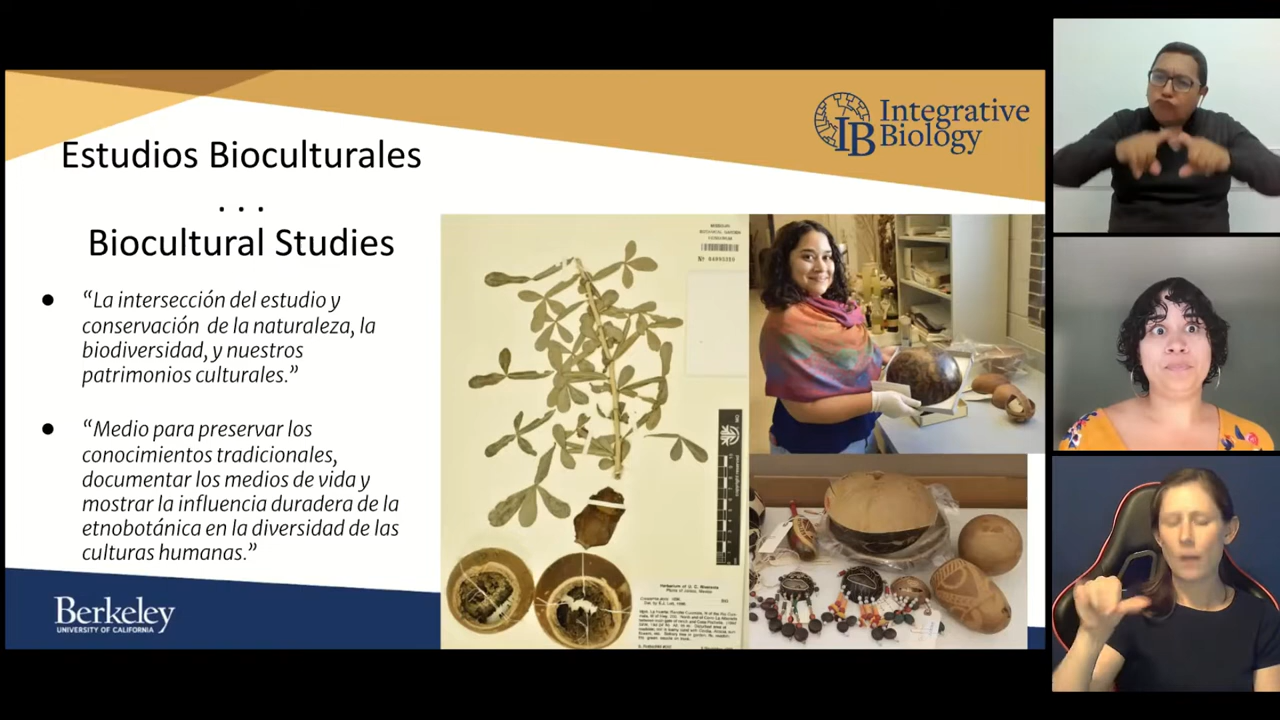 Integrative
IB Biology
Estudios Bioculturales
. . .
Biocultural Studies
● “La intersección del estudio y
conservación de la naturaleza, la
biodiversidad, y nuestros
patrimonios culturales.”
● “Medio para preservar los
conocimientos tradicionales,
documentar los medios de vida y
mostrar la influencia duradera de la
etnobotánica en la diversidad de las
culturas humanas.”
Berkeley
UNIVERSITY OF CALIFORNIA